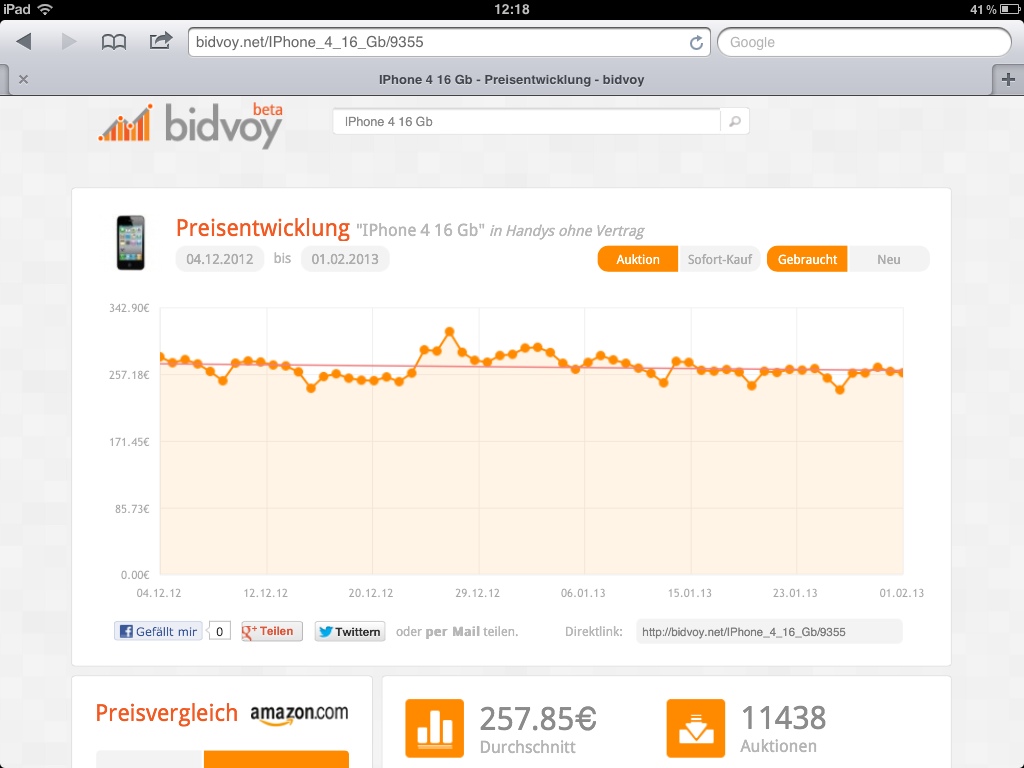 iPad 12:18 41 %
bidvoy.net/IPhone_4_16_Gb/9355 Google
IPhone 4 16 Gb - Preisentwicklung - bidvoy
bidvoy beta IPhone 4 16 Gb
Preisentwicklung "IPhone 4 16 Gb" in Handys ohne Vertrag
04.12.2012 bis 01.02.2013 Auktion Sofort-Kauf Gebraucht Neu
342.90€
257.18€
171.45€
85.73€
0.00€
04.12.12 12.12.12 20.12.12 29.12.12 06.01.13 15.01.13 23.01.13 01.02.13
Gefällt mir 0 g+ Teilen Twittern oder per Mail teilen. Direktlink: http://bidvoy.net/IPhone_4_16_Gb/9355
Preisvergleich amazon.com 257.85€ 11438
Durchschnitt Auktionen